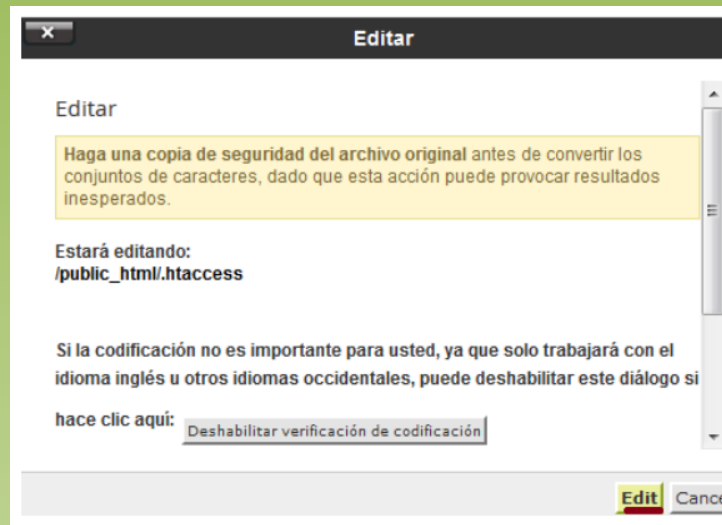 Editar
Editar
Haga una copia de seguridad del archivo original antes de convertir los
conjuntos de caracteres, dado que esta acción puede provocar resultados
inesperados.
Estará editando:
/public_html/.htaccess
Si la codificación no es importante para usted, ya que solo trabajará con el
idioma inglés u otros idiomas occidentales, puede deshabilitar este diálogo si
hace clic aquí: Deshabilitar verificación de codificación
Edit Cance